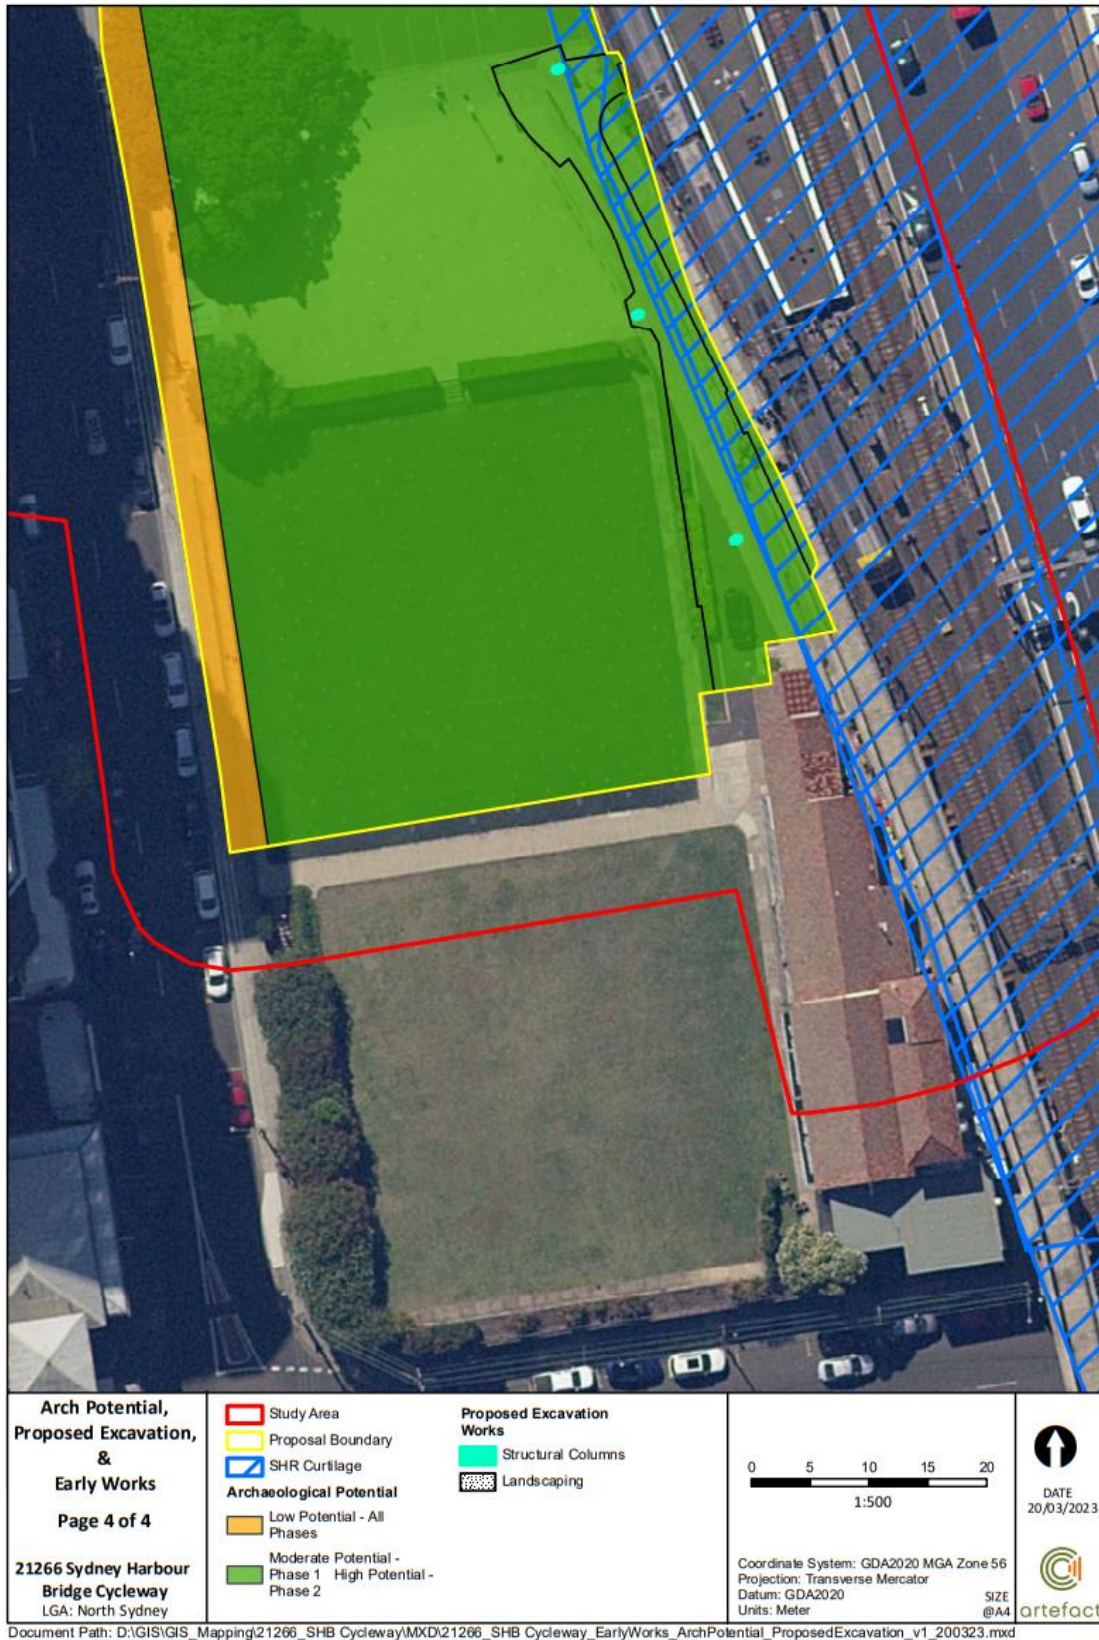 Arch Potential,
Proposed Excavation,
&
Early Works
Page 4 of 4
21266 Sydney Harbour
Bridge Cycleway
LGA: North Sydney
Study Area
Proposal Boundary
SHR Curtilage
Archaeological Potential
Low Potential - All
Phases
Moderate Potential -
Phase 1 High Potential -
Phase 2
Proposed Excavation
Works
Structural Columns
Landscaping
0 5 10 15 20
1:500
Coordinate System: GDA2020 MGA Zone 56
Projection: Transverse Mercator
Datum: GDA2020
Units: Meter
SIZE
@A4
DATE
20/03/2023
artefact
Document Path: D:\GIS\GIS_Mapping\21266_SHB Cycleway\MXD\21266_SHB Cycleway_EarlyWorks_ArchPotential_ProposedExcavation_v1_200323.mxd